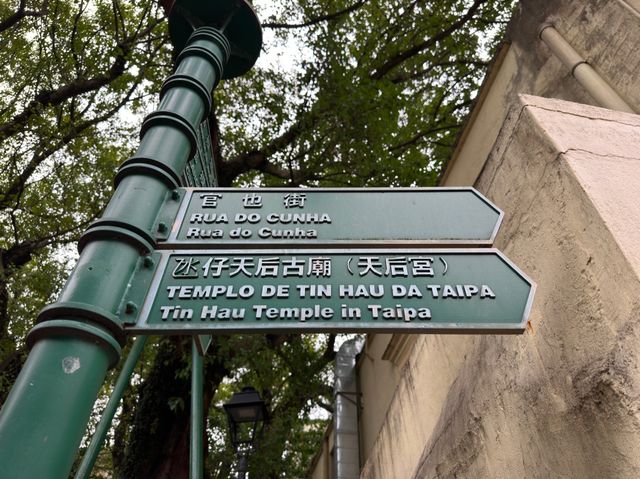 官也街
RUA DO CUNHA
Rua do Cunha
氹仔天后古廟（天后宮）
TEMPLO DE TIN HAU DA TAIPA
Tin Hau Temple in Taipa